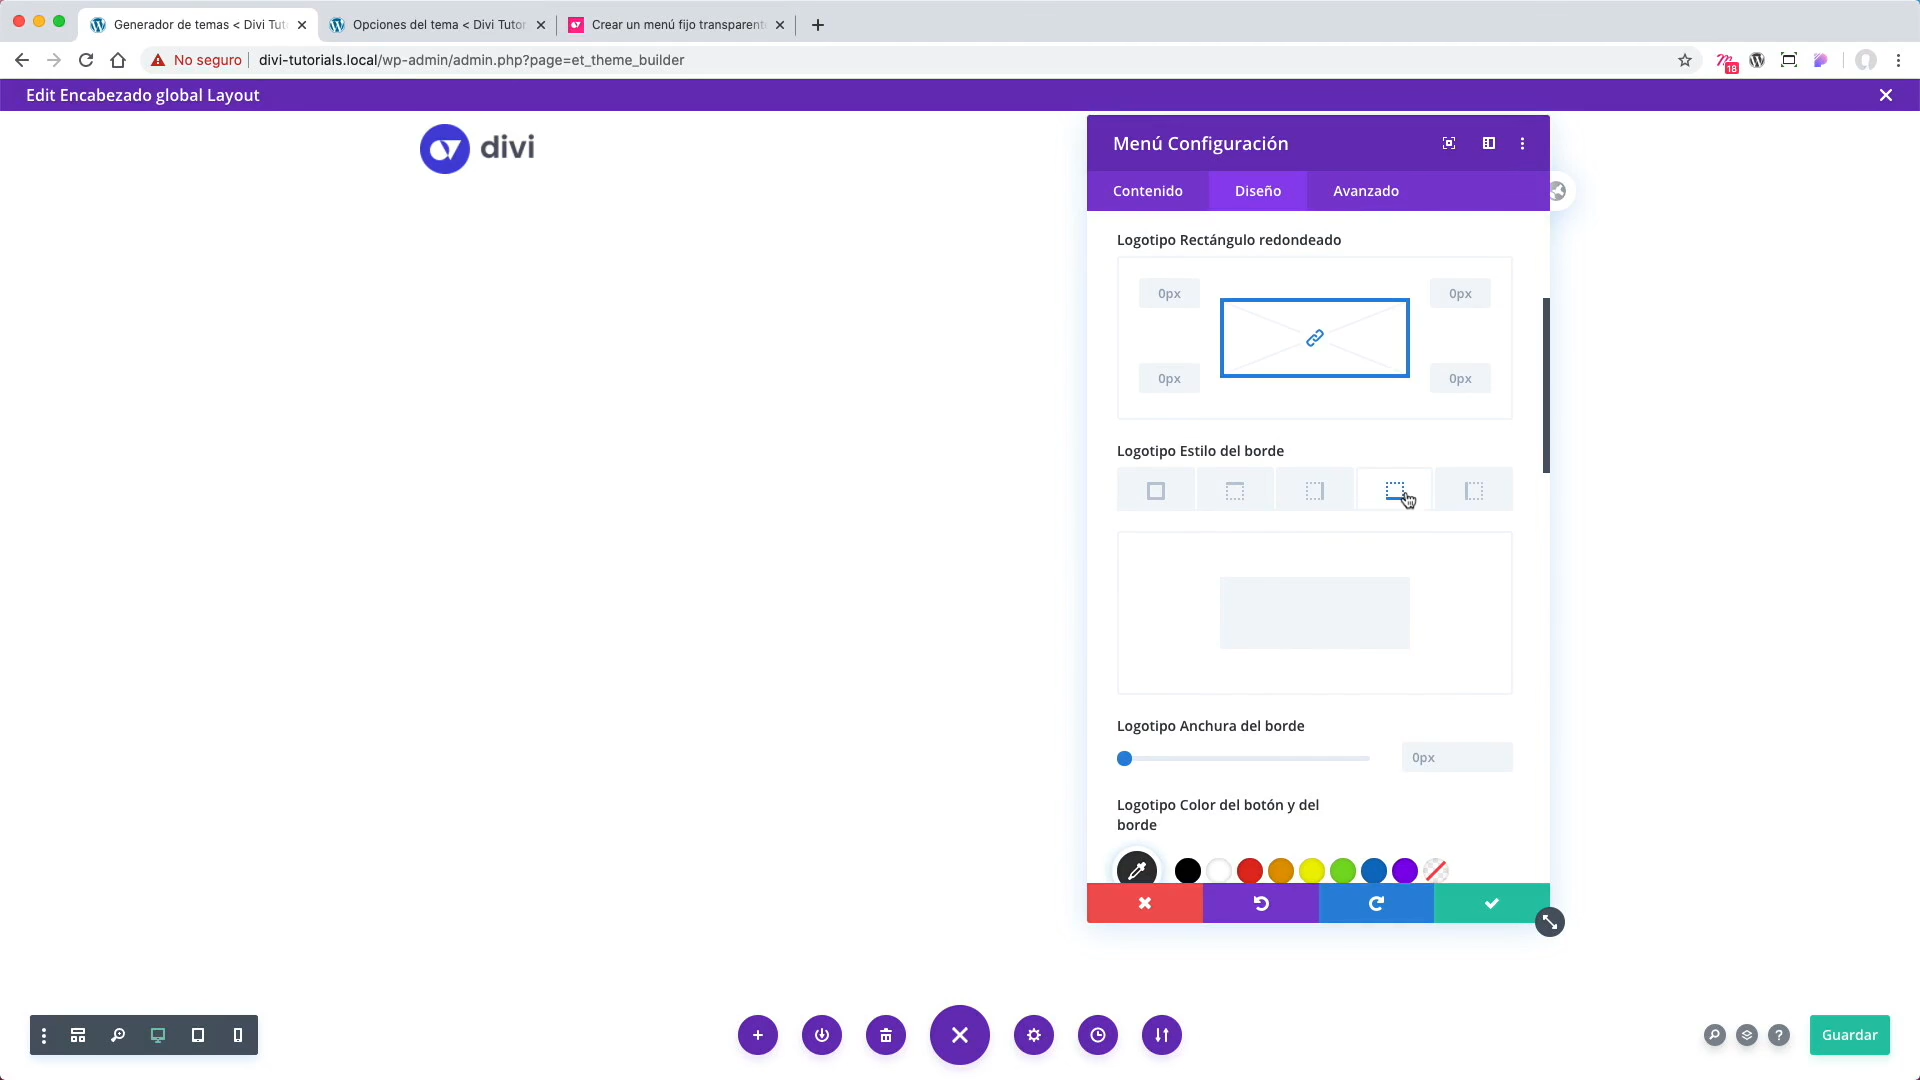 Generador de temas < Divi Tut
Opciones del tema < Divi Tutor
Crear un menú fijo transparent
No seguro
divi-tutorials.local/wp-admin/admin.php?page=et_theme_builder
18
Edit Encabezado global Layout
divi
Menú Configuración
Contenido
Diseño
Avanzado
Logotipo Rectángulo redondeado
0px
0px
0px
0px
Logotipo Estilo del borde
Logotipo Anchura del borde
0px
Logotipo Color del botón y del
borde
Guardar